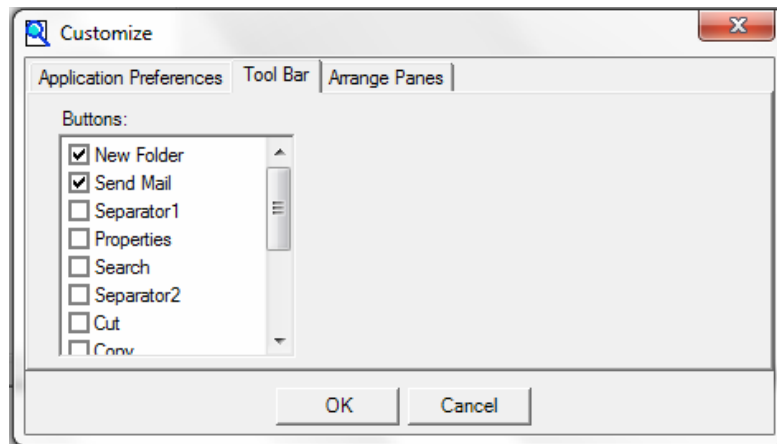 Customize
Application Preferences Tool Bar Arrange Panes
Buttons:
New Folder
Send Mail
Separator1
Properties
Search
Separator2
Cut
Copy
OK Cancel